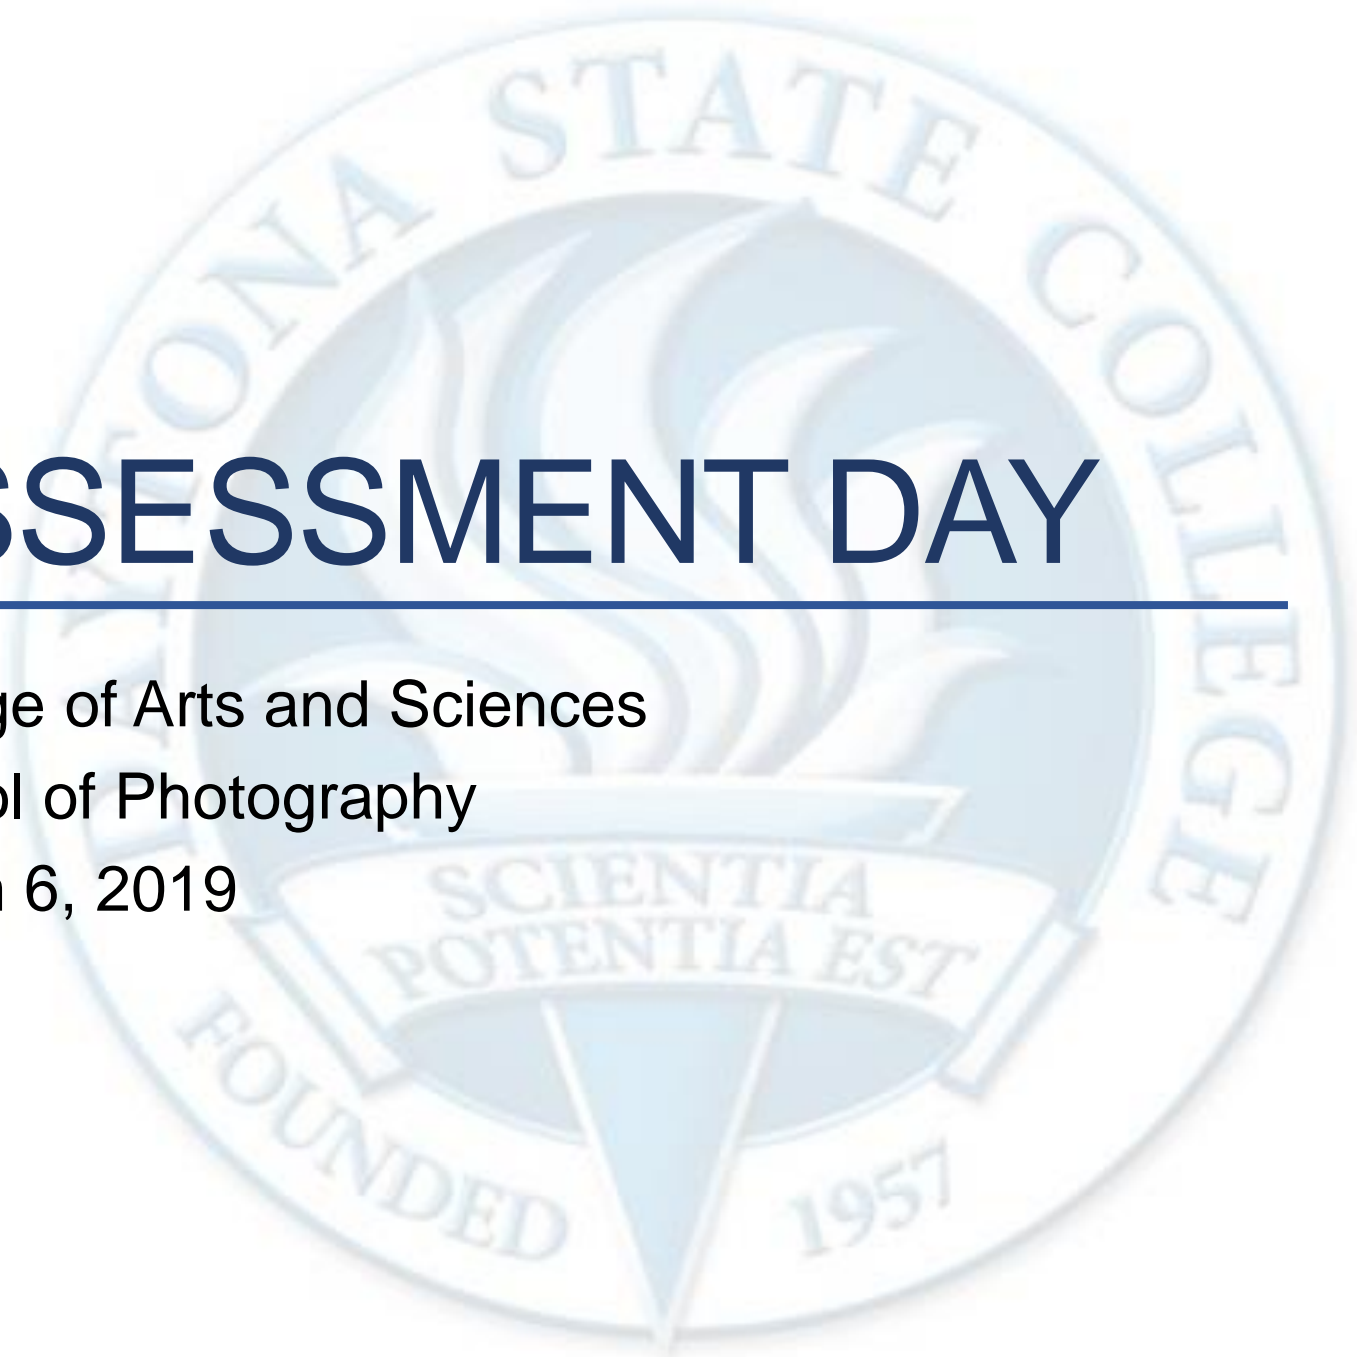 DAYTONA STATE COLLEGE
SSESSMENT DAY
ge of Arts and Sciences
ol of Photography
6, 2019
SCIENTIA
POTENTIA EST
FOUNDED 1957